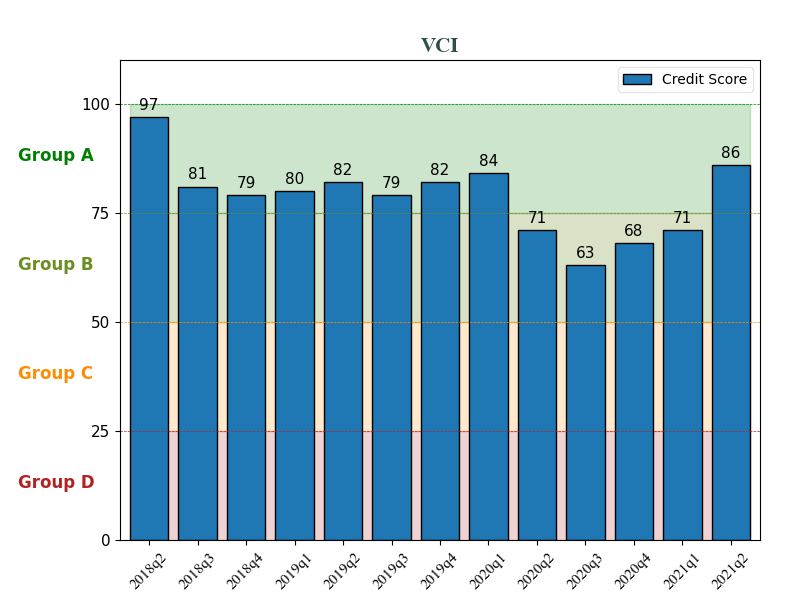 VCI
Credit Score
100
75
50
25
0
Group A
Group B
Group C
Group D
97
81
79
80
82
79
82
84
71
63
68
71
86
2018q2
2018q3
2018q4
2019q1
2019q2
2019q3
2019q4
2020q1
2020q2
2020q3
2020q4
2021q1
2021q2